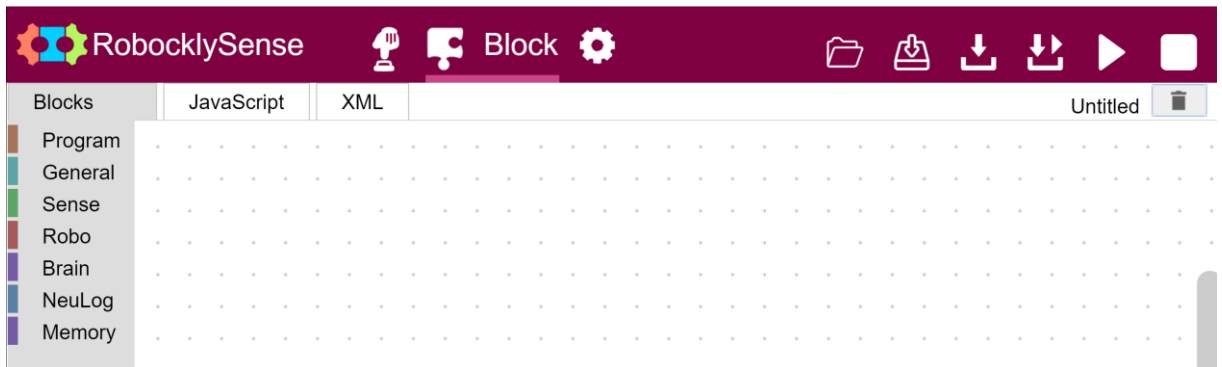 RobocklySense Block
Blocks JavaScript XML Untitled
Program
General
Sense
Robo
Brain
NeuLog
Memory